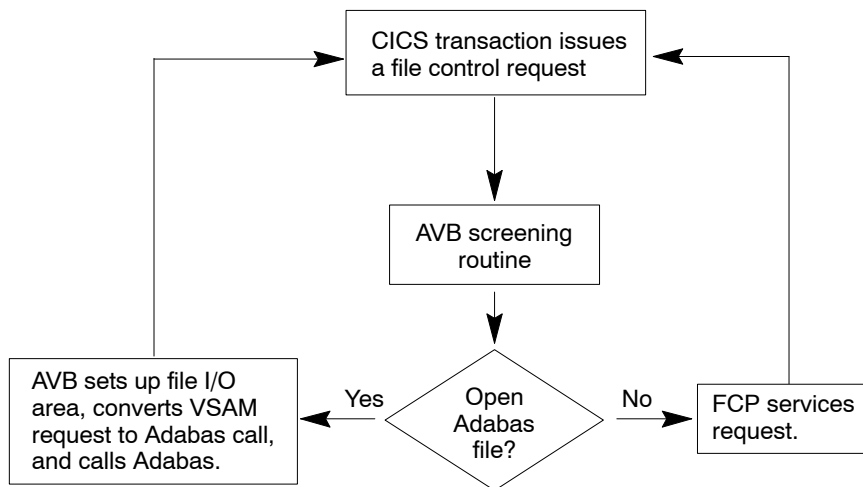 CICS transaction issues
a file control request
AVB screening
routine
Yes
Open
Adabas
file?
No
AVB sets up file I/O
area, converts VSAM
request to Adabas call,
and calls Adabas.
FCP services
request.